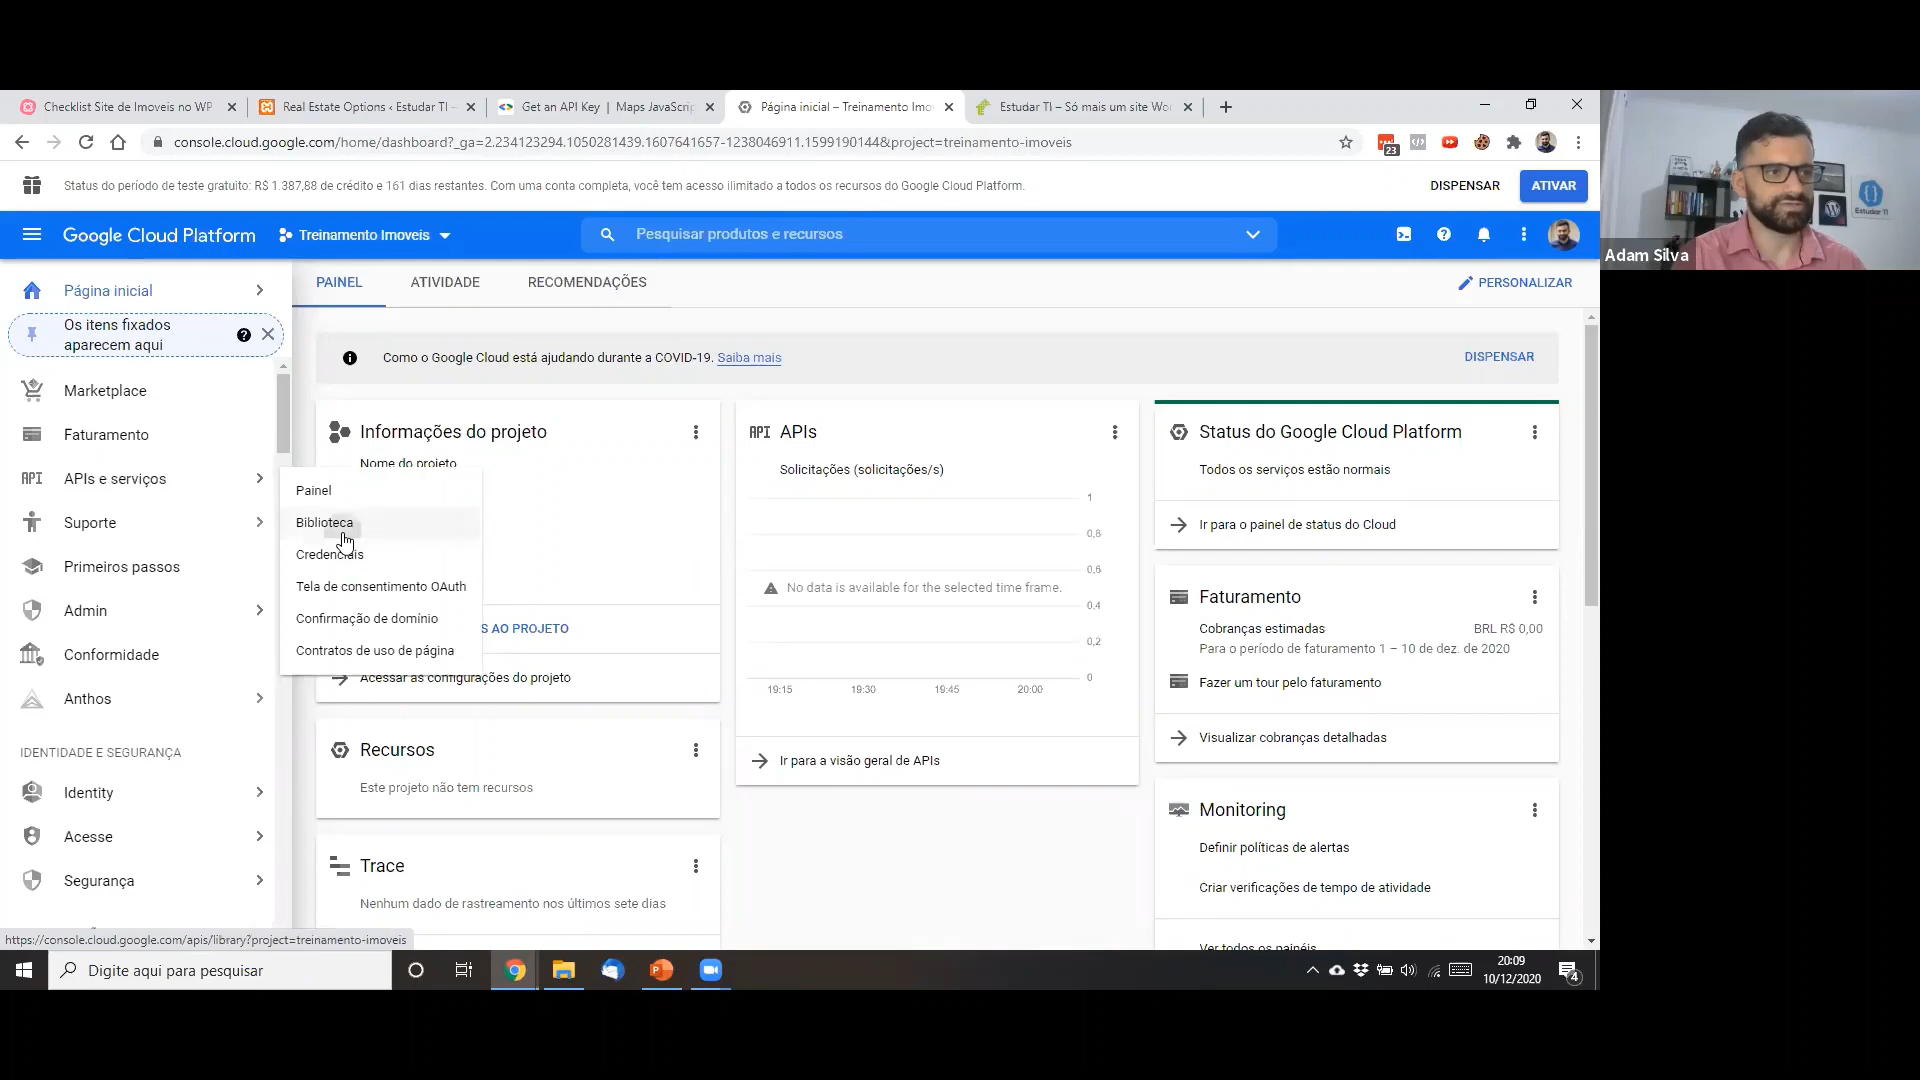 Checklist Site de Imoveis no WP
Real Estate Options ‹ Estudar TI –
Get an API Key | Maps JavaScrip
Página inicial – Treinamento Imo
Estudar TI – Só mais um site Wo
console.cloud.google.com/home/dashboard?_ga=2.234123294.1050281439.1607641657-1238046911.1599190144&project=treinamento-imoveis
23
Status do período de teste gratuito: R$ 1.387,88 de crédito e 161 dias restantes. Com uma conta completa, você tem acesso ilimitado a todos os recursos do Google Cloud Platform.
DISPENSAR
ATIVAR
Estudar TI
Adam Silva
Google Cloud Platform
Treinamento Imoveis
Pesquisar produtos e recursos
Página inicial
Os itens fixados
aparecem aqui
Marketplace
Faturamento
API
APIs e serviços
Suporte
Primeiros passos
Admin
Conformidade
Anthos
IDENTIDADE E SEGURANÇA
Identity
Acesse
Segurança
Painel
Biblioteca
Credenciais
Tela de consentimento OAuth
Confirmação de domínio
Contratos de uso de página
PAINEL
ATIVIDADE
RECOMENDAÇÕES
PERSONALIZAR
Como o Google Cloud está ajudando durante a COVID-19. Saiba mais
DISPENSAR
Informações do projeto
Nome do projeto
S AO PROJETO
Acessar as configurações do projeto
Recursos
Este projeto não tem recursos
Trace
Nenhum dado de rastreamento nos últimos sete dias
API APIs
Solicitações (solicitações/s)
1
0,8
0,6
0,4
0,2
0
No data is available for the selected time frame.
19:15 19:30 19:45 20:00
Ir para a visão geral de APIs
Status do Google Cloud Platform
Todos os serviços estão normais
Ir para o painel de status do Cloud
Faturamento
Cobranças estimadas BRL R$ 0,00
Para o período de faturamento 1 – 10 de dez. de 2020
Fazer um tour pelo faturamento
Visualizar cobranças detalhadas
Monitoring
Definir políticas de alertas
Criar verificações de tempo de atividade
Ver todos os painéis
https://console.cloud.google.com/apis/library?project=treinamento-imoveis
Digite aqui para pesquisar
20:09
10/12/2020
4